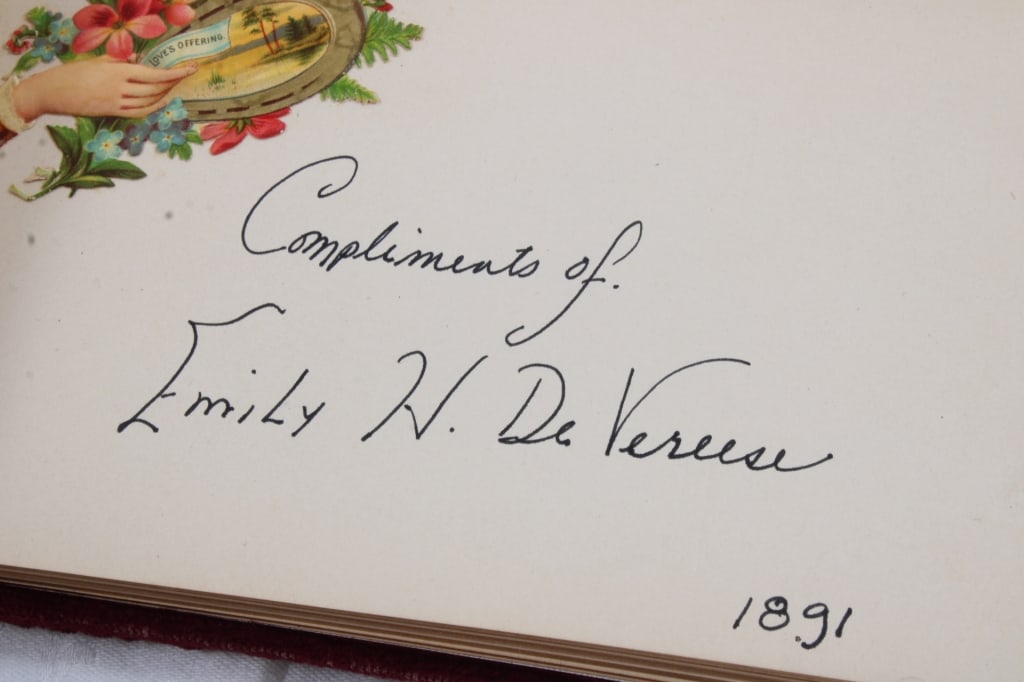 LOVE'S OFFERING.
Compliments of.
Emily H. De Vereese
1891